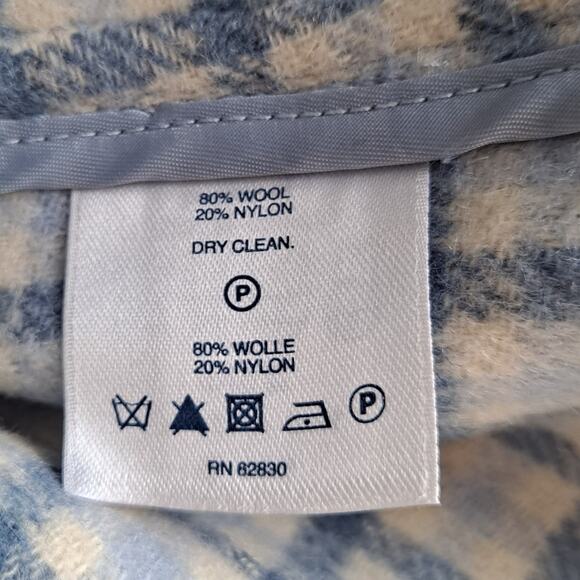 80% WOOL
20% NYLON
DRY CLEAN.
P
80% WOLLE
20% NYLON
P
RN 62830